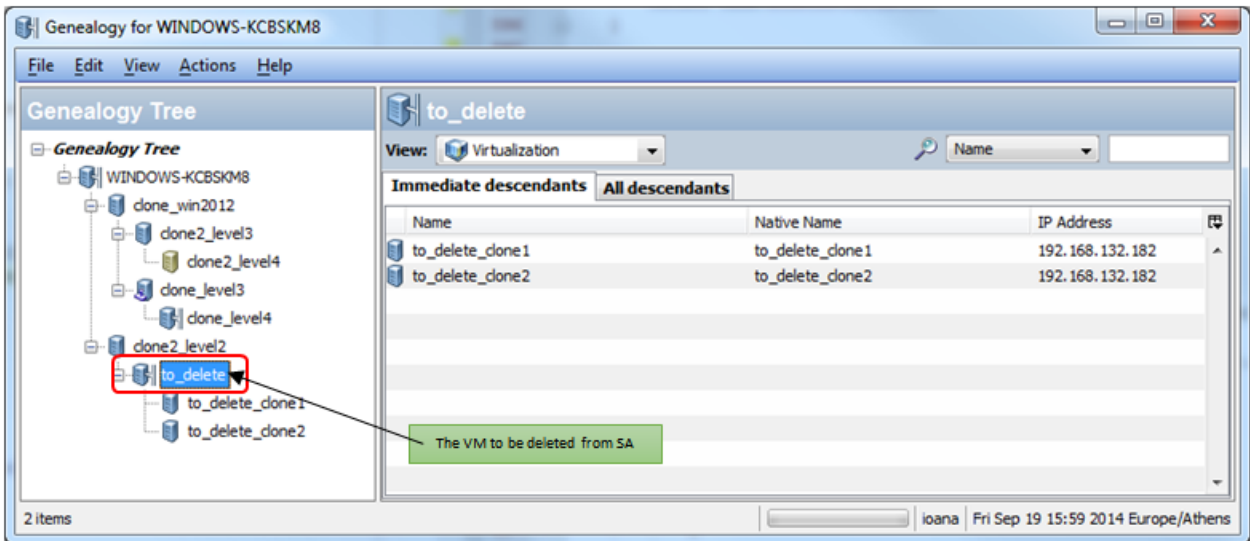 Genealogy for WINDOWS-KCBSKM8
File Edit View Actions Help
Genealogy Tree
to_delete
Genealogy Tree
View: Virtualization Name
WINDOWS-KCBSKM8
Immediate descendants All descendants
clone_win2012
Name Native Name IP Address
clone2_level3
to_delete_clone1 to_delete_clone1 192.168.132.182
clone2_level4
to_delete_clone2 to_delete_clone2 192.168.132.182
clone_level3
clone_level4
clone2_level2
to_delete
to_delete_clone1
to_delete_clone2
The VM to be deleted from SA
2 items ioana Fri Sep 19 15:59 2014 Europe/Athens